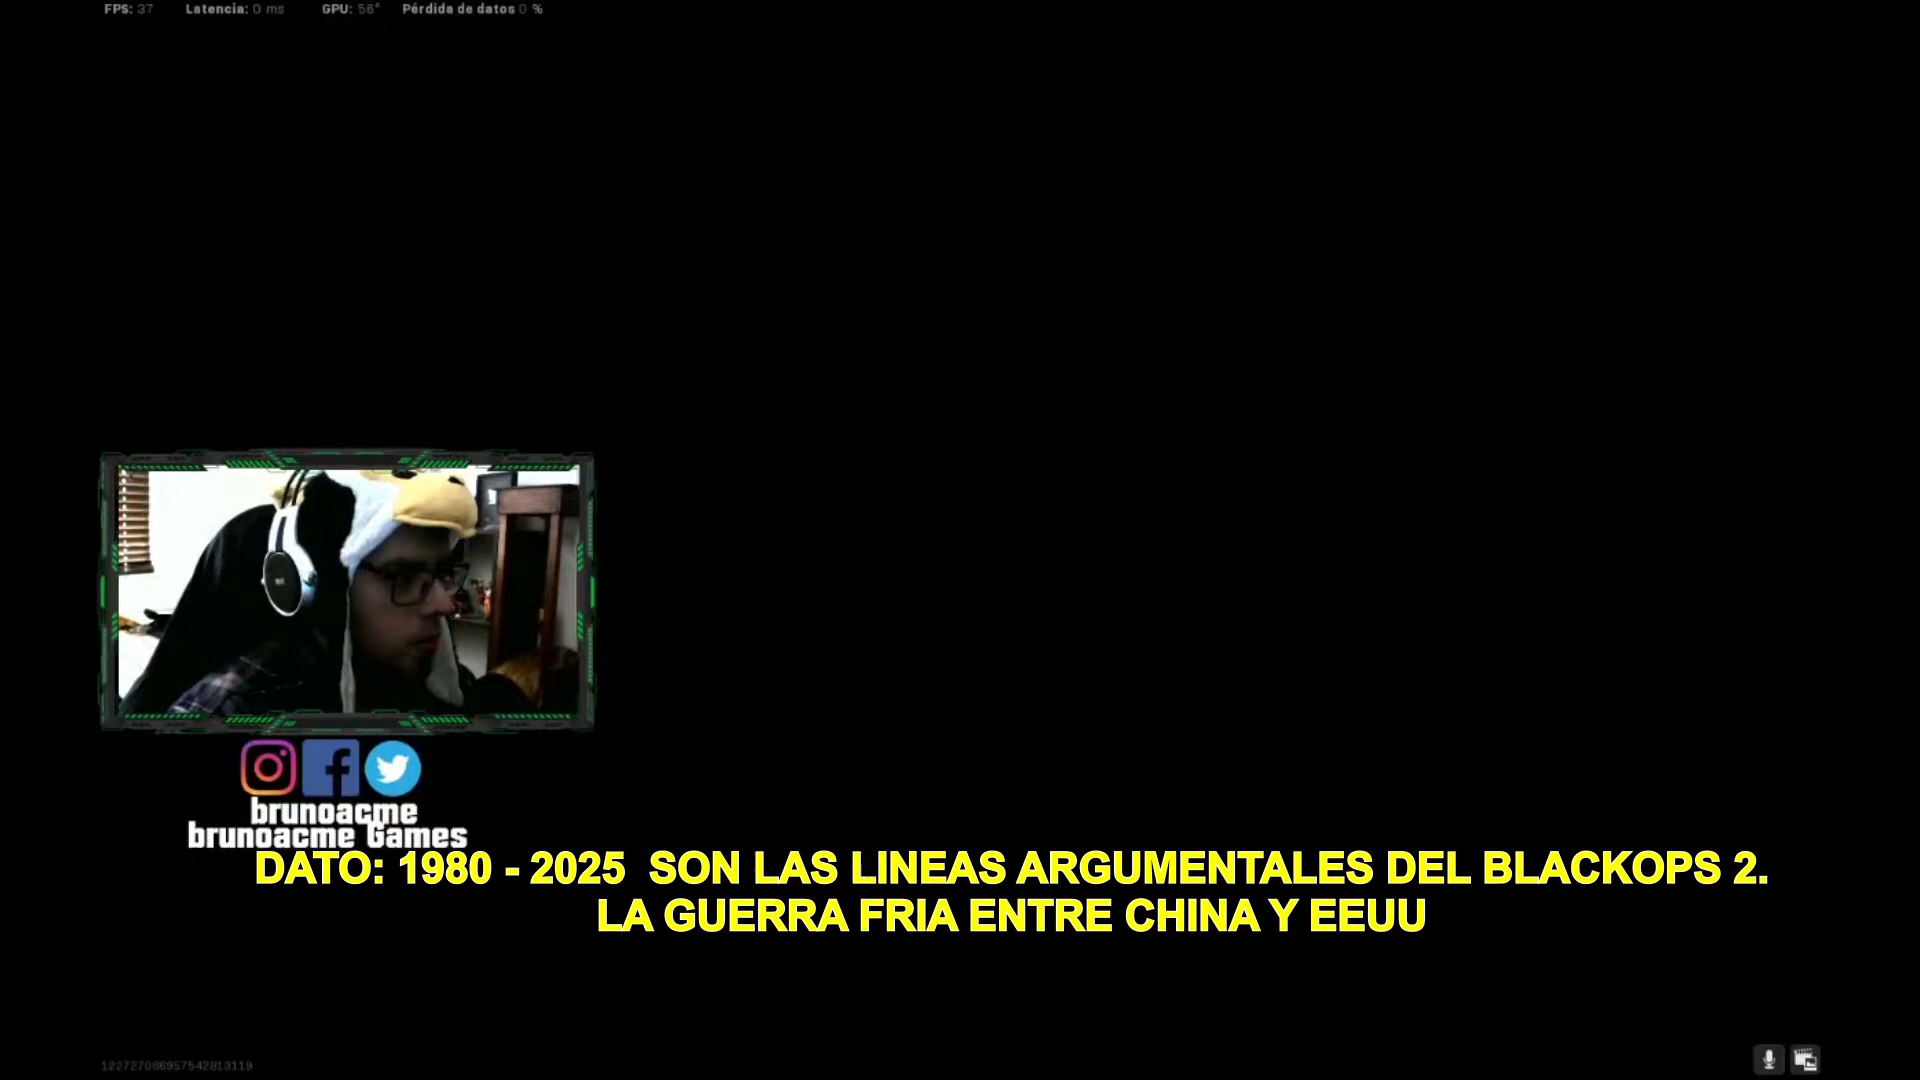 FPS: 37 Latencia: 0 ms GPU: 56° Pérdida de datos 0 %
brunoacme
brunoacme Games
DATO: 1980 - 2025 SON LAS LINEAS ARGUMENTALES DEL BLACKOPS 2.
LA GUERRA FRIA ENTRE CHINA Y EEUU